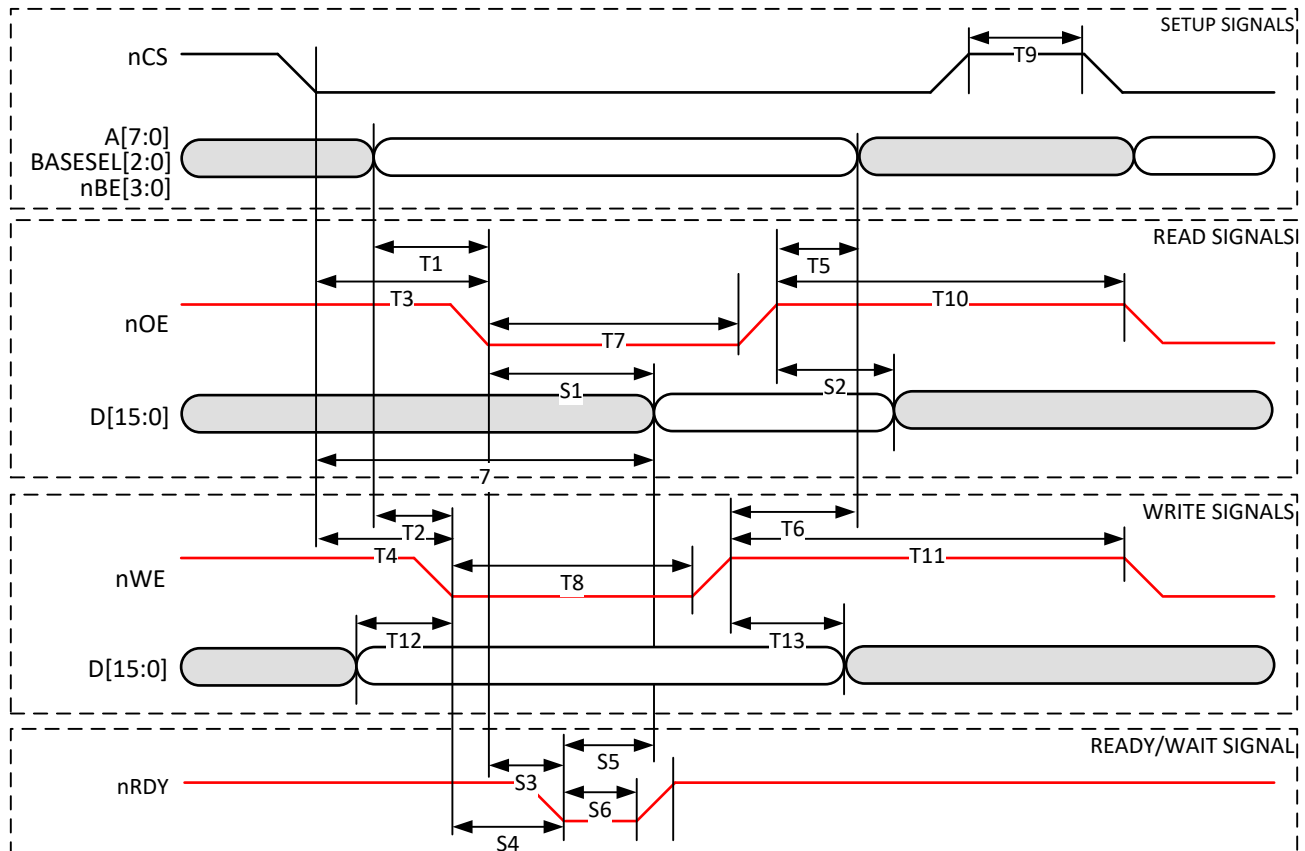 SETUP SIGNALS
nCS
T9
A[7:0]
BASESEL[2:0]
nBE[3:0]
READ SIGNALS
T1
T5
T3
T10
nOE
T7
S1
S2
D[15:0]
7
WRITE SIGNALS
T2
T6
T4
T11
nWE
T8
T12
T13
D[15:0]
READY/WAIT SIGNAL
S5
nRDY
S3
S6
S4